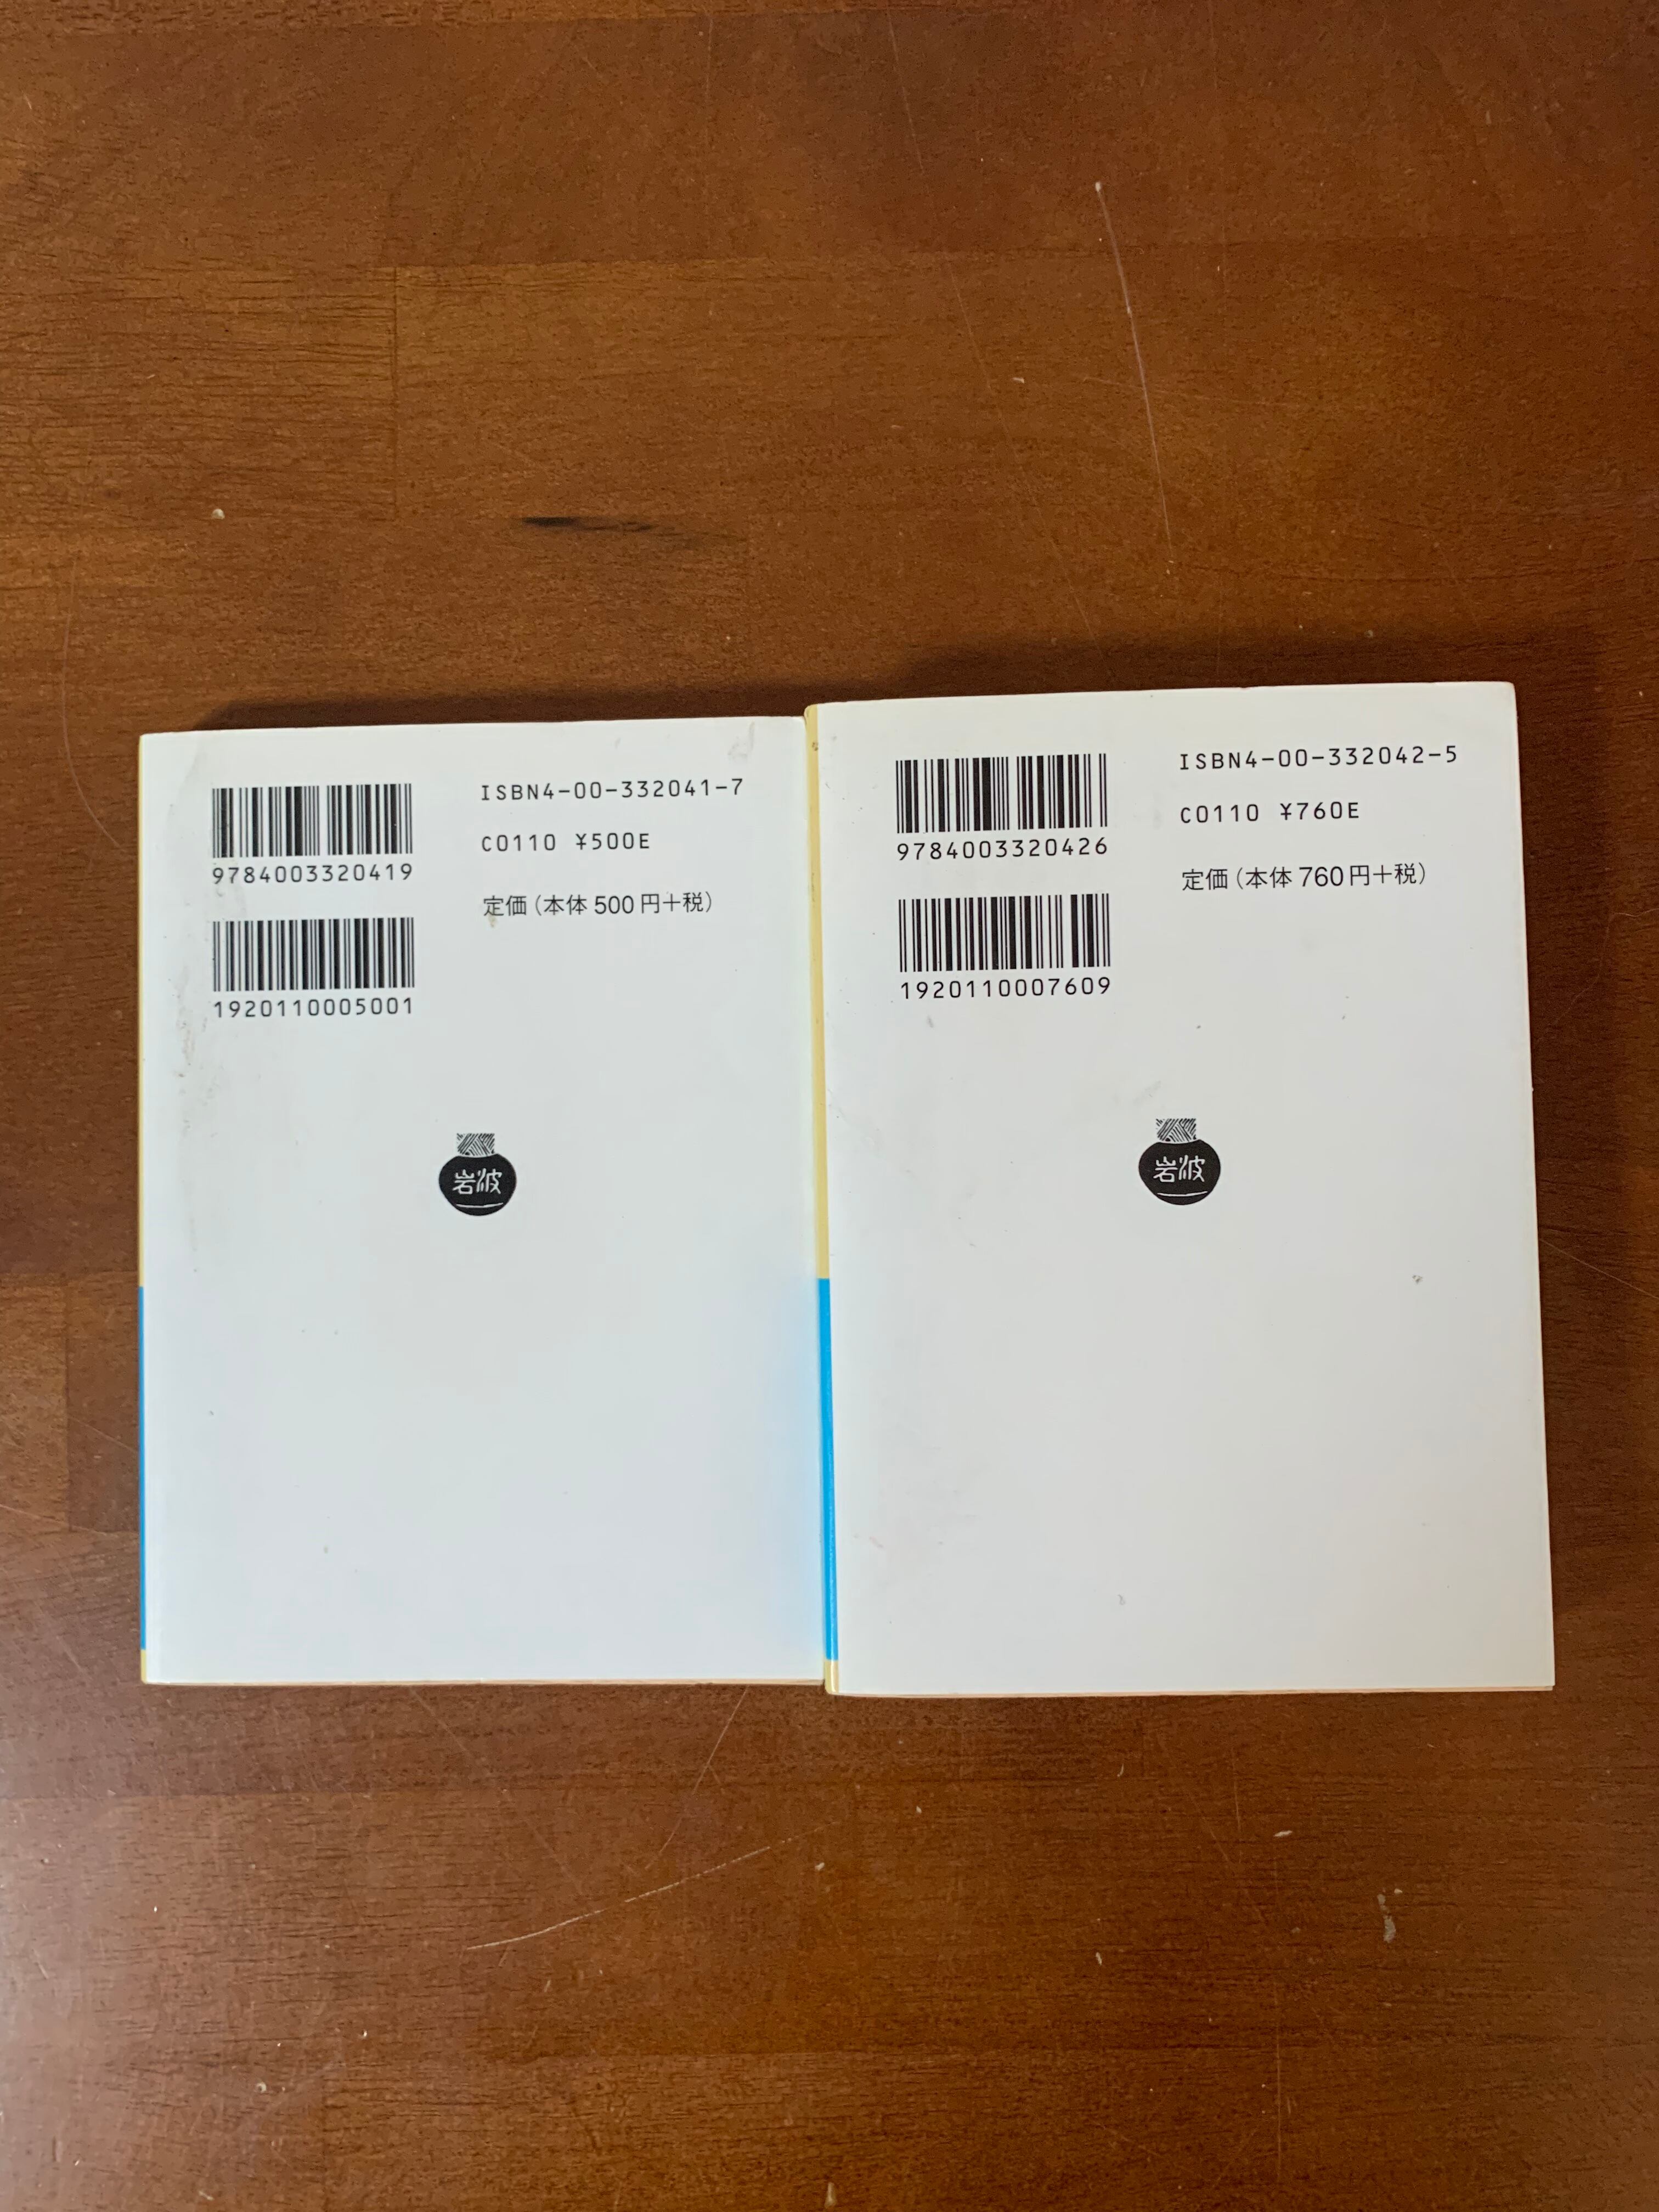 9784003320419
1920110005001
ISBN4-00-332041-7
C0110 ¥500E
定価(本体500円+税)
岩波
9784003320426
1920110007609
ISBN4-00-332042-5
C0110 ¥760E
定価(本体760円+税)
岩波